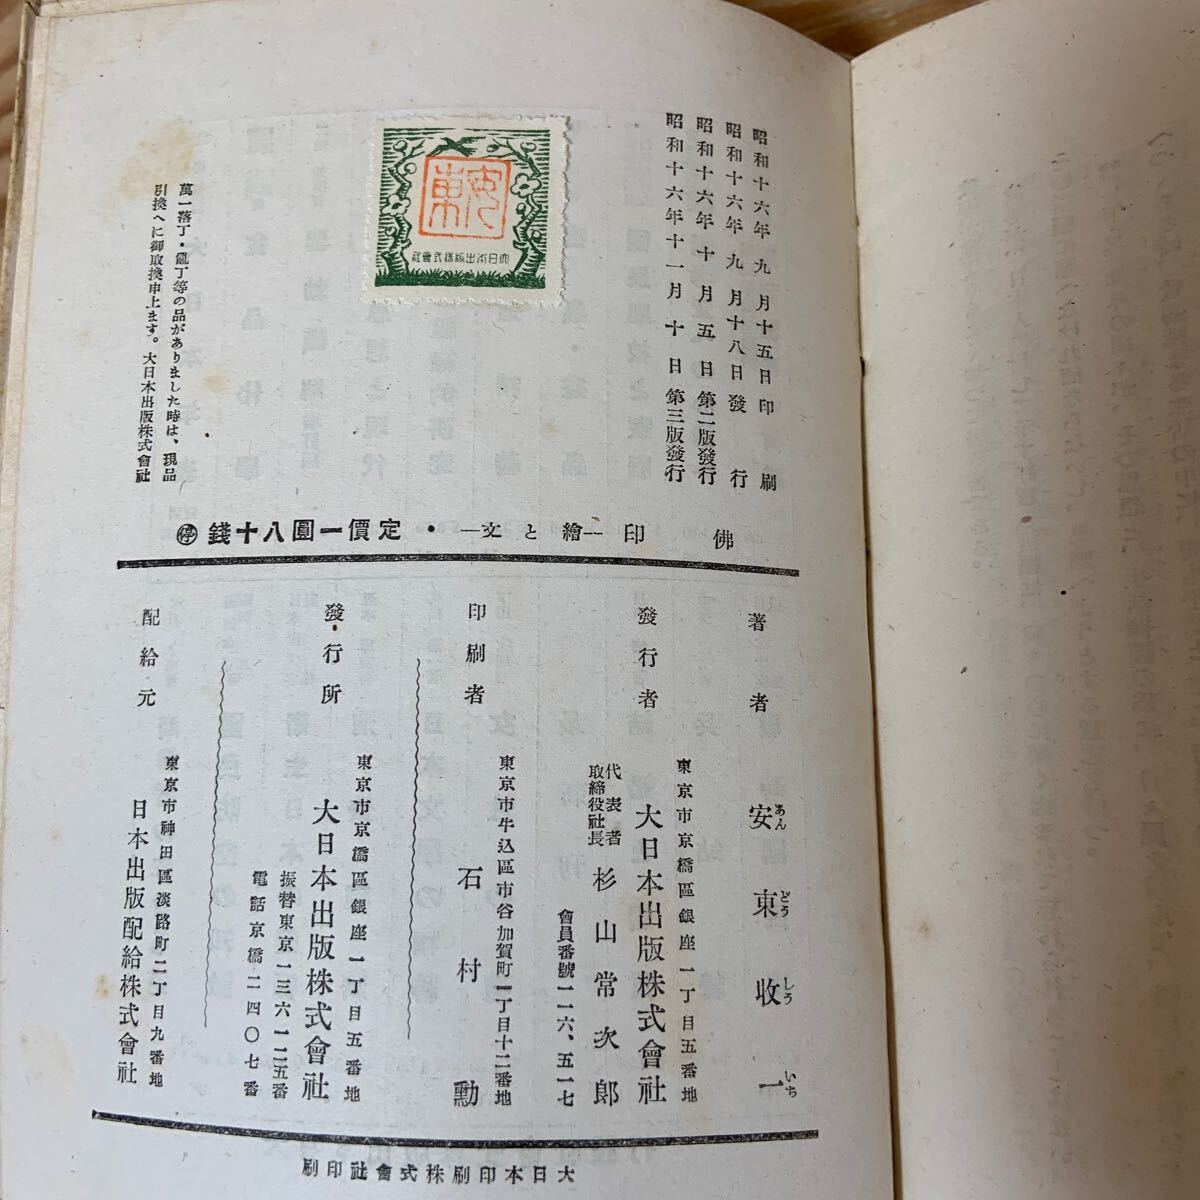 昭和十六年九月十五日印刷
昭和十六年九月十八日發行
昭和十六年十月五日第二版發行
昭和十六年十一月十日第三版發行
安東
大日本出版株式會社
萬一落丁・亂丁等の品がありました時は、現品
引換へに御取換申上ます。大日本出版株式會社
佛印―繪と文―・定價一圓八十錢 停
著者 安東收一
あんどうしういち
發行者
東京市京橋區銀座一丁目五番地
大日本出版株式會社
代表者
取締役社長
杉山常次郎
會員番號一一六、五一七
印刷者
東京市牛込區市谷加賀町一丁目十二番地
石村勳
發・行所
東京市京橋區銀座一丁目五番地
大日本出版株式會社
振替東京一三六一二五番
電話京橋二四〇七番
配給元
東京市神田區淡路町二丁目九番地
日本出版配給株式會社
大日本印刷株式會社印刷